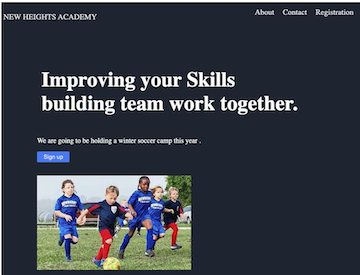 NEW HEIGHTS ACADEMY
About Contact Registration
Improving your Skills
building team work together.
We are going to be holding a winter soccer camp this year .
Sign up